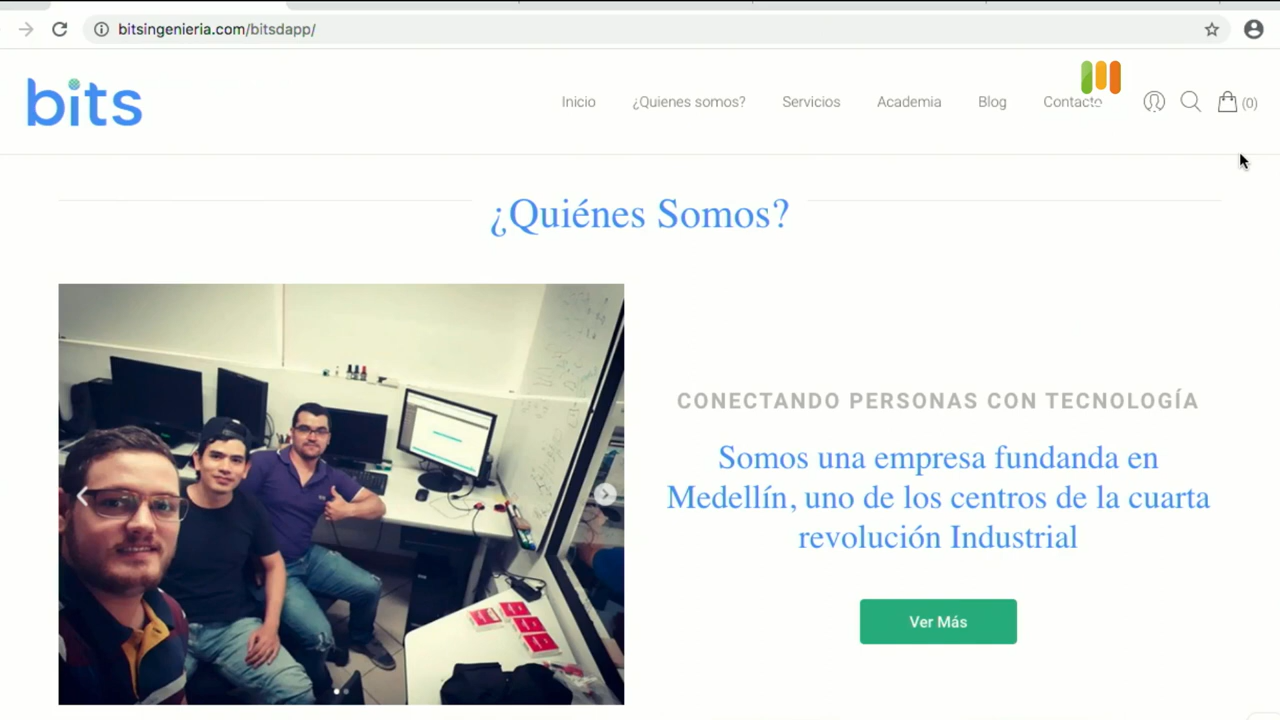 bitsingenieria.com/bitsdapp/
bits
Inicio
¿Quienes somos?
Servicios
Academia
Blog
Contacto
(0)
¿Quiénes Somos?
CONECTANDO PERSONAS CON TECNOLOGÍA
Somos una empresa fundanda en
Medellín, uno de los centros de la cuarta
revolución Industrial
Ver Más